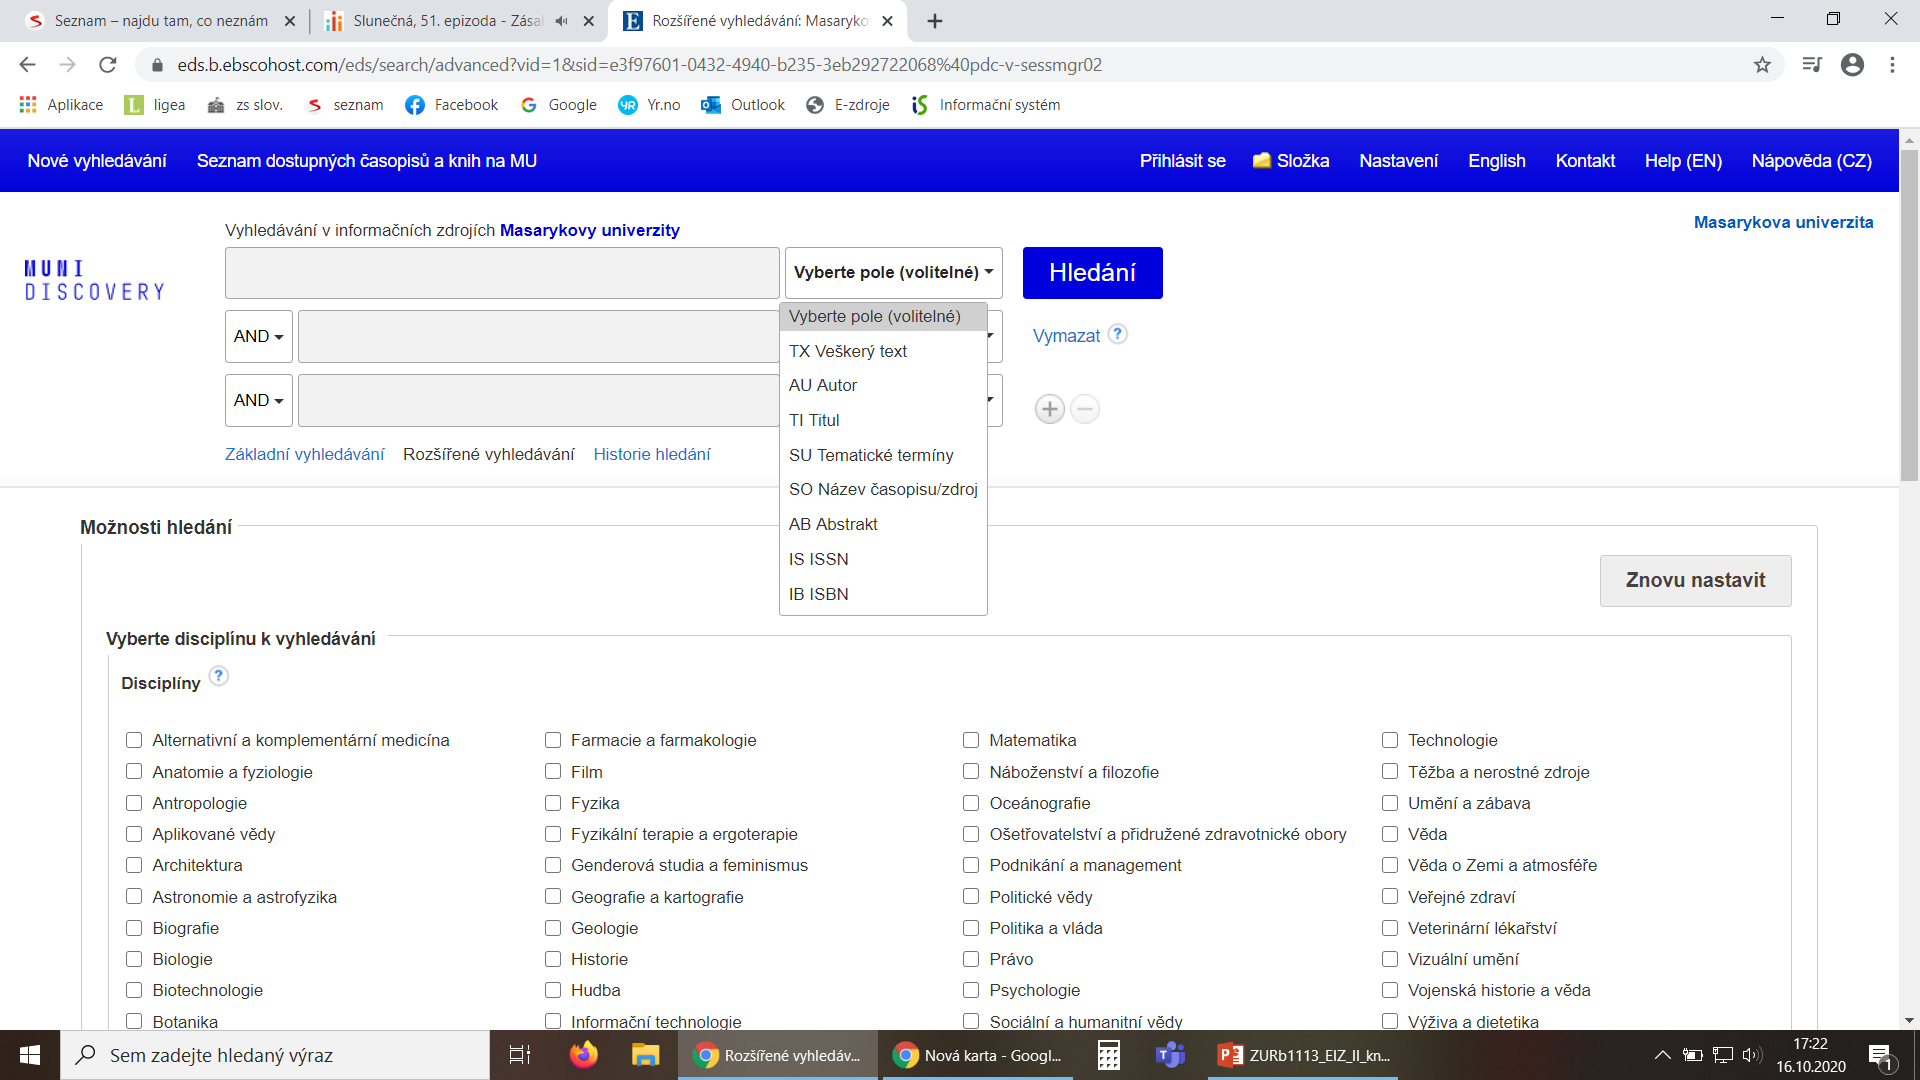 Seznam – najdu tam, co neznám
Slunečná, 51. epizoda - Zása
Rozšířené vyhledávání: Masaryko
eds.b.ebscohost.com/eds/search/advanced?vid=1&sid=e3f97601-0432-4940-b235-3eb292722068%40pdc-v-sessmgr02
Aplikace ligea zs slov. seznam Facebook Google Yr.no Outlook E-zdroje Informační systém
Nové vyhledávání Seznam dostupných časopisů a knih na MU Přihlásit se Složka Nastavení English Kontakt Help (EN) Nápověda (CZ)
Masarykova univerzita
Vyhledávání v informačních zdrojích Masarykovy univerzity
MUNI
DISCOVERY
Vyberte pole (volitelné) Hledání
Vyberte pole (volitelné)
AND Vymazat ?
TX Veškerý text
AU Autor
AND
TI Titul
Základní vyhledávání Rozšířené vyhledávání Historie hledání
SU Tematické termíny
SO Název časopisu/zdroj
AB Abstrakt
IS ISSN
IB ISBN
Možnosti hledání
Znovu nastavit
Vyberte disciplínu k vyhledávání
Disciplíny ?
Alternativní a komplementární medicína Farmacie a farmakologie Matematika Technologie
Anatomie a fyziologie Film Náboženství a filozofie Těžba a nerostné zdroje
Antropologie Fyzika Oceánografie Umění a zábava
Aplikované vědy Fyzikální terapie a ergoterapie Ošetřovatelství a přidružené zdravotnické obory Věda
Architektura Genderová studia a feminismus Podnikání a management Věda o Zemi a atmosféře
Astronomie a astrofyzika Geografie a kartografie Politické vědy Veřejné zdraví
Biografie Geologie Politika a vláda Veterinární lékařství
Biologie Historie Právo Vizuální umění
Biotechnologie Hudba Psychologie Vojenská historie a věda
Botanika Informační technologie Sociální a humanitní vědy Výživa a dietetika
Sem zadejte hledaný výraz
Rozšířené vyhledáv...
Nová karta - Googl...
ZURb1113_EIZ_II_kn...
17:22
16.10.2020
1